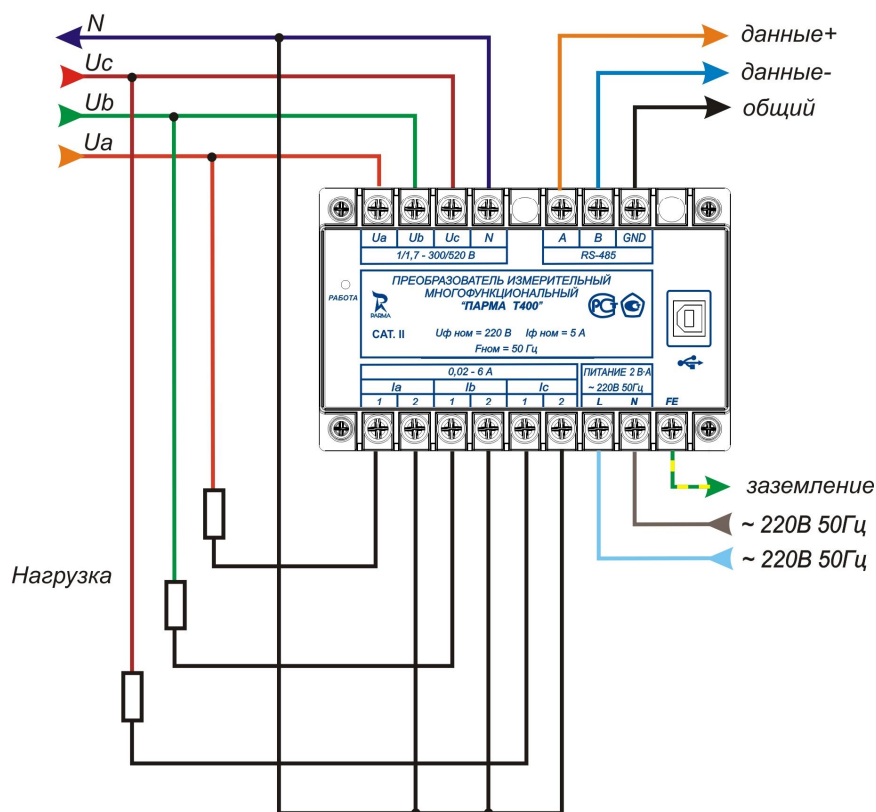 N
данные+
Uc
данные-
Ub
общий
Ua
Ua Ub Uc N A B GND
1/1,7 - 300/520 В RS-485
РАБОТА
PARMA
ПРЕОБРАЗОВАТЕЛЬ ИЗМЕРИТЕЛЬНЫЙ
МНОГОФУНКЦИОНАЛЬНЫЙ
"ПАРМА Т400"
РСТ
CAT. II Uф ном = 220 В Iф ном = 5 А
Fном = 50 Гц
0,02 - 6 А ПИТАНИЕ 2 В·А
Ia Ib Ic ~ 220В 50Гц
1 2 1 2 1 2 L N FE
заземление
~ 220В 50Гц
~ 220В 50Гц
Нагрузка